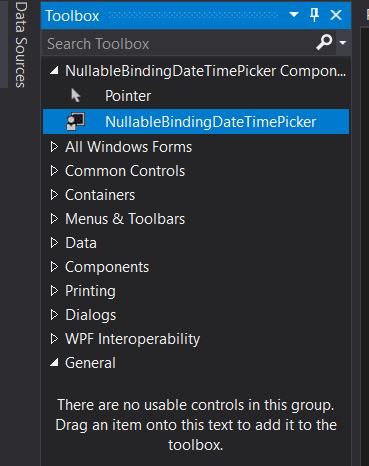 Data Sources
Toolbox
Search Toolbox
NullableBindingDateTimePicker Compon...
Pointer
NullableBindingDateTimePicker
All Windows Forms
Common Controls
Containers
Menus & Toolbars
Data
Components
Printing
Dialogs
WPF Interoperability
General
There are no usable controls in this group.
Drag an item onto this text to add it to the
toolbox.